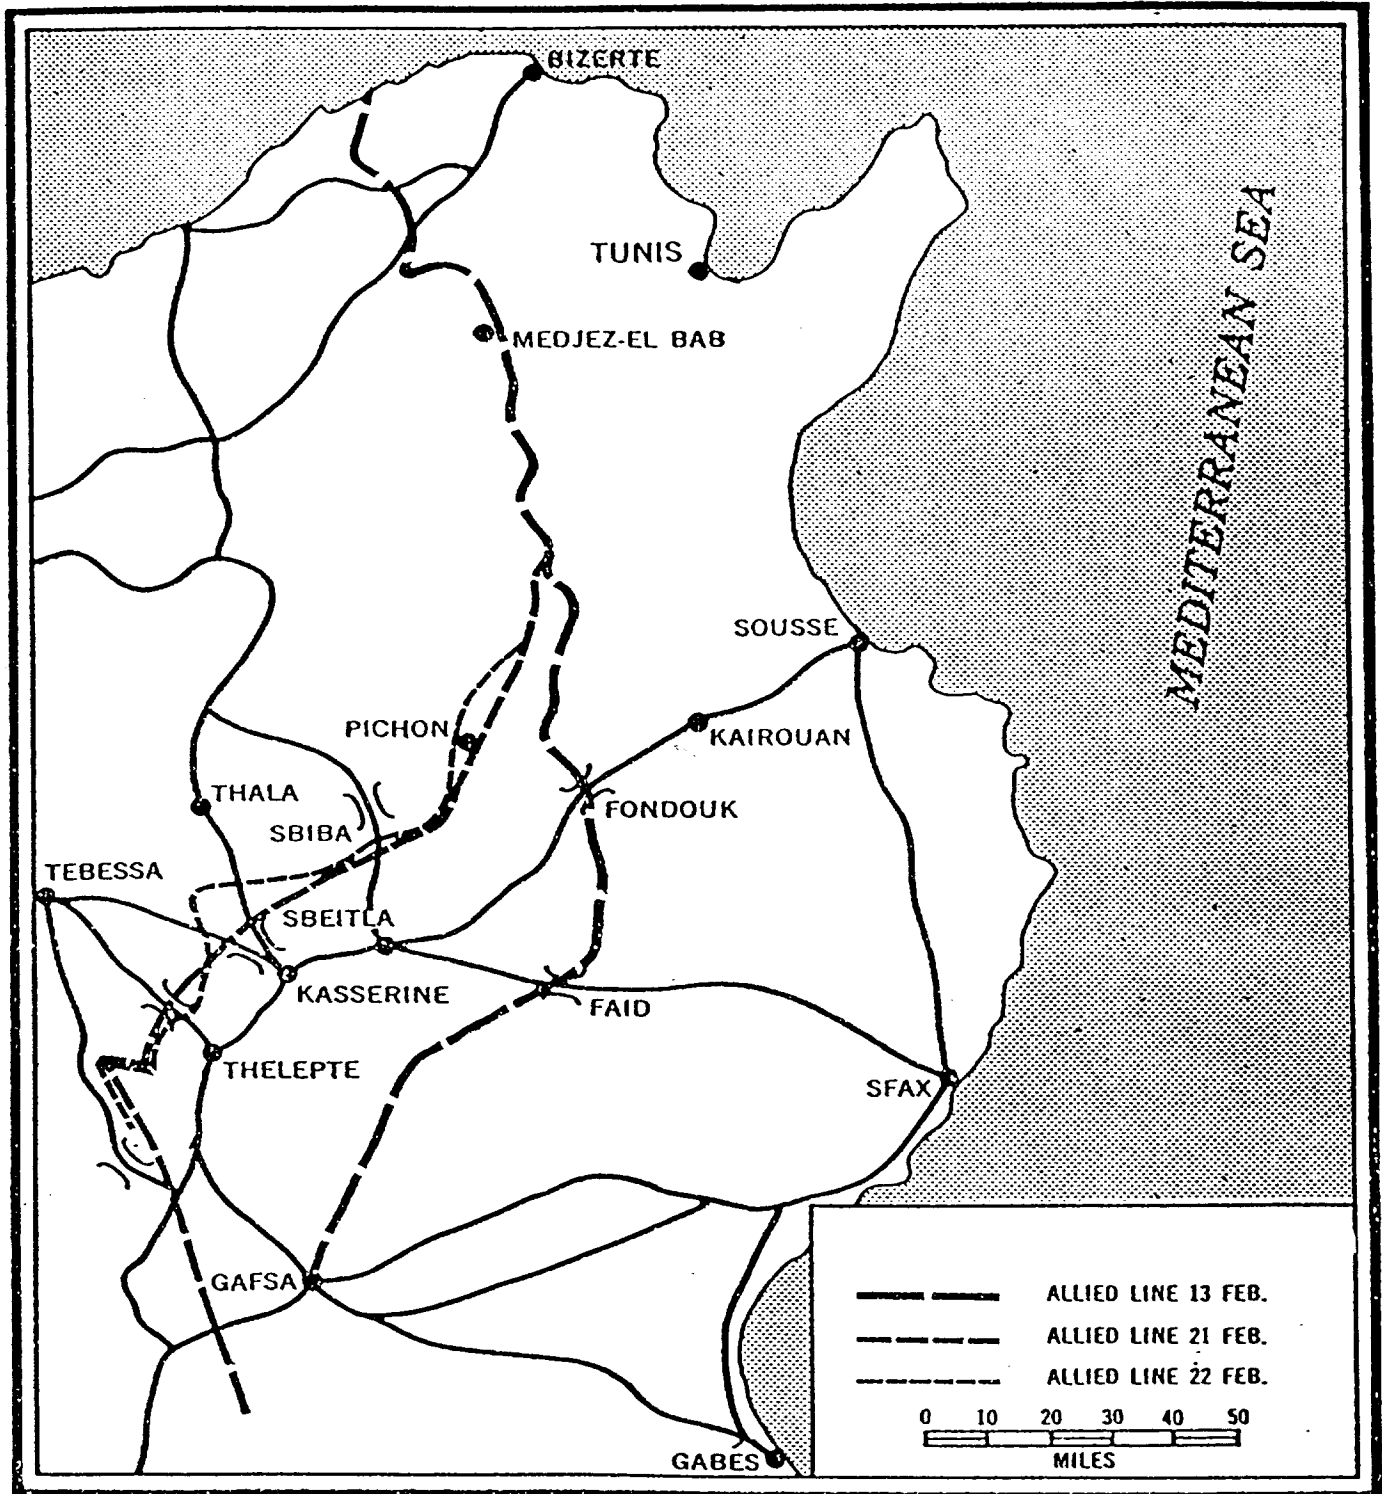 BIZERTE
TUNIS
MEDJEZ-EL BAB
MEDITERRANEAN SEA
SOUSSE
PICHON
KAIROUAN
THALA
FONDOUK
SBIBA
TEBESSA
SBEITLA
KASSERINE
FAID
THELEPTE
SFAX
GAFSA
GABES
ALLIED LINE 13 FEB.
ALLIED LINE 21 FEB.
ALLIED LINE 22 FEB.
0 10 20 30 40 50
MILES